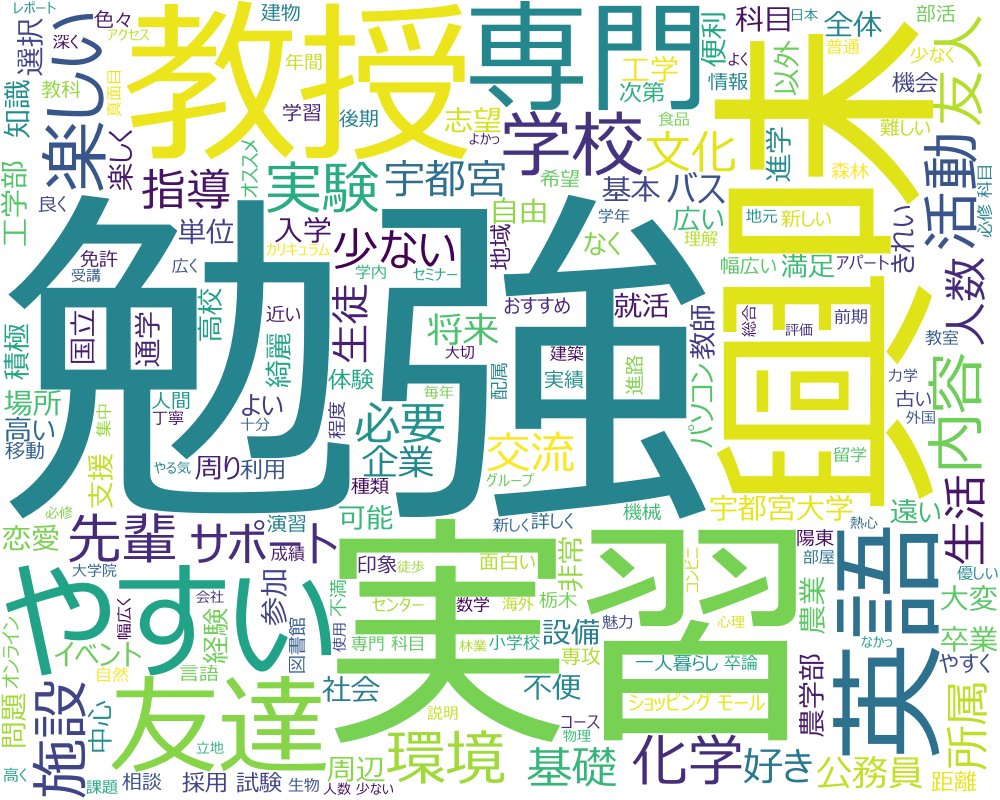 勉強
実習
興味
教授
専門
英語
やすい
友達
学校
楽しい
化学
環境
施設
内容
活動
友人
人数
生活
所属
指導
実験
宇都宮
少ない
文化
先輩
サポート
交流
基礎
必要
企業
生徒
将来
社会
不便
好き
公務員
農学部
宇都宮大学
レポート
アクセス
深く
色々
建物
選択
教科
真面目
年間
知識
学習
後期
志望
工学
次第
便利
科目
日本
よく
情報
全体
以外
普通
部活
少なく
機会
難しい
必修 科目
工学部
良く
楽しく
オススメ
よかっ
食品
希望
基本
バス
進学
森林
単位
入学
自由
広い
学年
理解
地元
新しい
きれい
幅広い
満足
アパート
免許
受講
広く
カリキュラム
学内
セミナー
地域
なく
積極
国立
通学
高校
近い
綺麗
おすすめ
就活
教師
総合
評価
前期
教室
場所
人間
丁寧
体験
大切
建築
実績
進路
パソコン
力学
古い
外国
高い
移動
集中
よい
十分
程度
毎年
配属
留学
やる気
周り
利用
種類
グループ
支援
恋愛
必修
演習
成績
可能
新しく
詳しく
機械
遠い
熱心
大学院
印象
徒歩
面白い
非常
コンビニ
陽東
部屋
優しい
農業
大変
オンライン
問題
イベント
会社
幅広く
経験
参加
図書館
使用
不満
センター
数学
海外
栃木
設備
魅力
心理
なかっ
卒業
やすく
自然
言語
専門 科目
林業
小学校
専攻
一人暮らし
卒論
中心
立地
説明
コース
物理
ショッピング モール
距離
高く
課題
相談
採用
試験
生物
周辺
人数 少ない